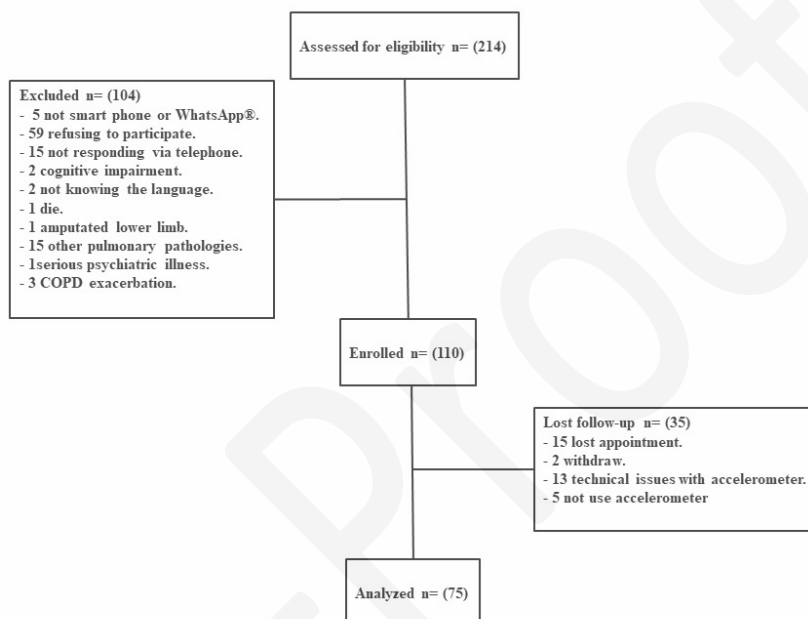 Assessed for eligibility n= (214)
Excluded n= (104)
- 5 not smart phone or WhatsApp®.
- 59 refusing to participate.
- 15 not responding via telephone.
- 2 cognitive impairment.
- 2 not knowing the language.
- 1 die.
- 1 amputated lower limb.
- 15 other pulmonary pathologies.
- 1serious psychiatric illness.
- 3 COPD exacerbation.
Enrolled n= (110)
Lost follow-up n= (35)
- 15 lost appointment.
- 2 withdraw.
- 13 technical issues with accelerometer.
- 5 not use accelerometer
Analyzed n= (75)
Proo